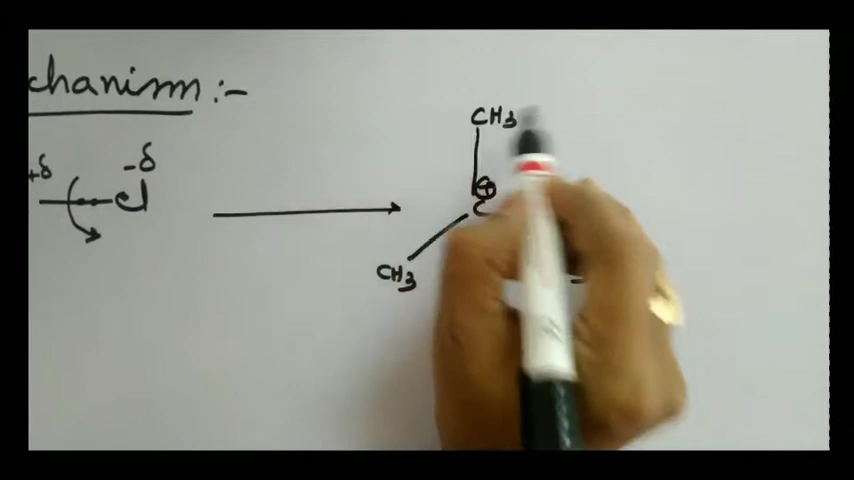 chanism :-
CH3
+δ -δ
Cl
⊕
C
CH3